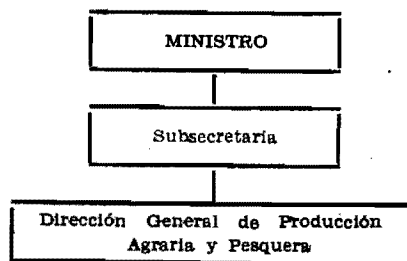 MINISTRO
Subsecretaría
Dirección General de Producción
Agraria y Pesquera